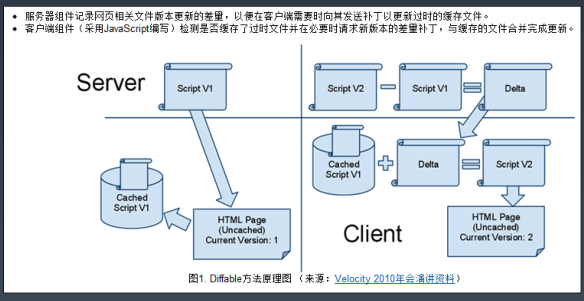 服务器组件记录网页相关文件版本更新的差量，以便在客户端需要时向其发送补丁以更新过时的缓存文件。
客户端组件（采用JavaScript编写）检测是否缓存了过时文件并在必要时请求新版本的差量补丁，与缓存的文件合并完成更新。
Server
Script V1
Script V2
Script V1
Delta
Cached
Script V1
HTML Page
(Uncached)
Current Version: 1
Cached
Script V1
Delta
Script V2
Client
HTML Page
(Uncached)
Current Version: 2
图1. Diffable方法原理图 （来源：Velocity 2010年会演讲资料）